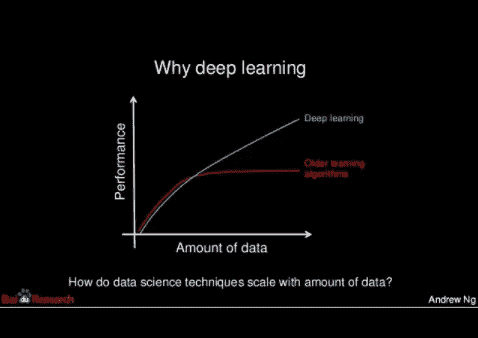 Why deep learning
Deep learning
Older learning
algorithms
Performance
Amount of data
How do data science techniques scale with amount of data?
Bai du Research
Andrew Ng